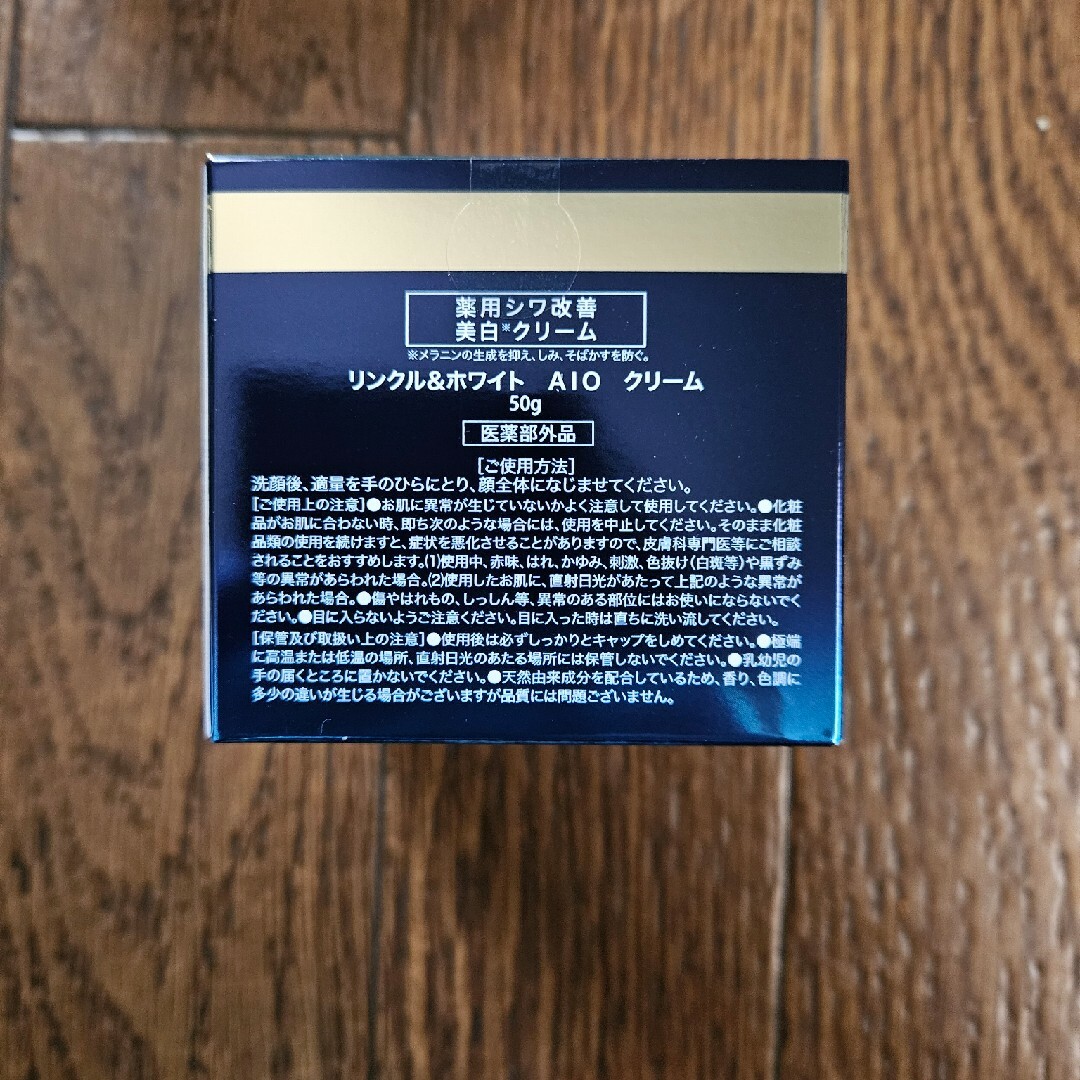 薬用シワ改善
美白※クリーム
※メラニンの生成を抑え、しみ、そばかすを防ぐ。
リンクル&ホワイト　AIO　クリーム
50g
医薬部外品
[ご使用方法]
洗顔後、適量を手のひらにとり、顔全体になじませてください。
[ご使用上の注意]●お肌に異常が生じていないかよく注意して使用してください。●化粧
品がお肌に合わない時、即ち次のような場合には、使用を中止してください。そのまま化粧
品類の使用を続けますと、症状を悪化させることがありますので、皮膚科専門医等にご相談
されることをおすすめします。(1)使用中、赤味、はれ、かゆみ、刺激、色抜け(白斑等)や黒ずみ
等の異常があらわれた場合。(2)使用したお肌に、直射日光があたって上記のような異常が
あらわれた場合。●傷やはれもの、しっしん等、異常のある部位にはお使いにならないでく
ださい。●目に入らないようご注意ください。目に入った時は直ちに洗い流してください。
[保管及び取扱い上の注意]●使用後は必ずしっかりとキャップをしめてください。●極端
に高温または低温の場所、直射日光のあたる場所には保管しないでください。●乳幼児の
手の届くところに置かないでください。●天然由来成分を配合しているため、香り、色調に
多少の違いが生じる場合がございますが品質には問題ございません。